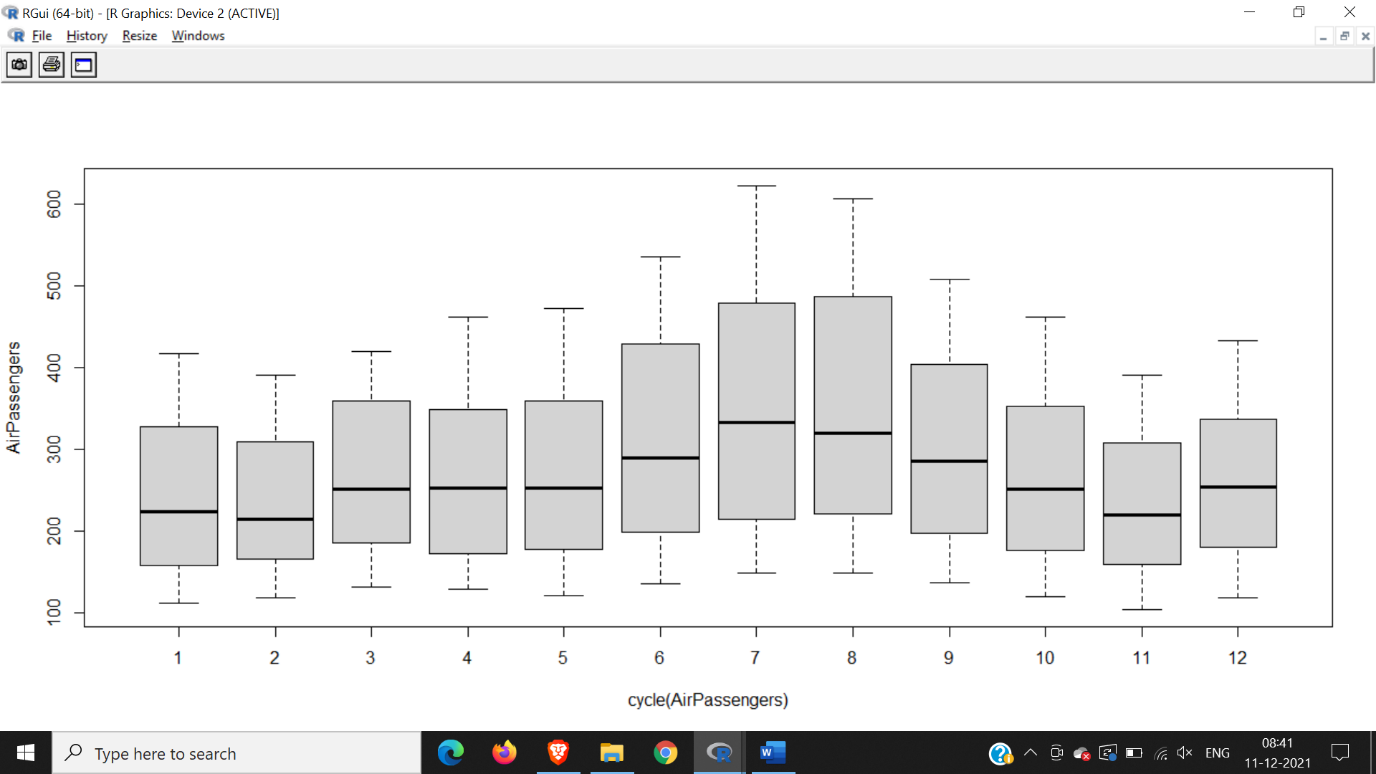 RGui (64-bit) - [R Graphics: Device 2 (ACTIVE)]
File History Resize Windows
600
500
400
300
200
100
AirPassengers
1 2 3 4 5 6 7 8 9 10 11 12
cycle(AirPassengers)
Type here to search
ENG
08:41
11-12-2021